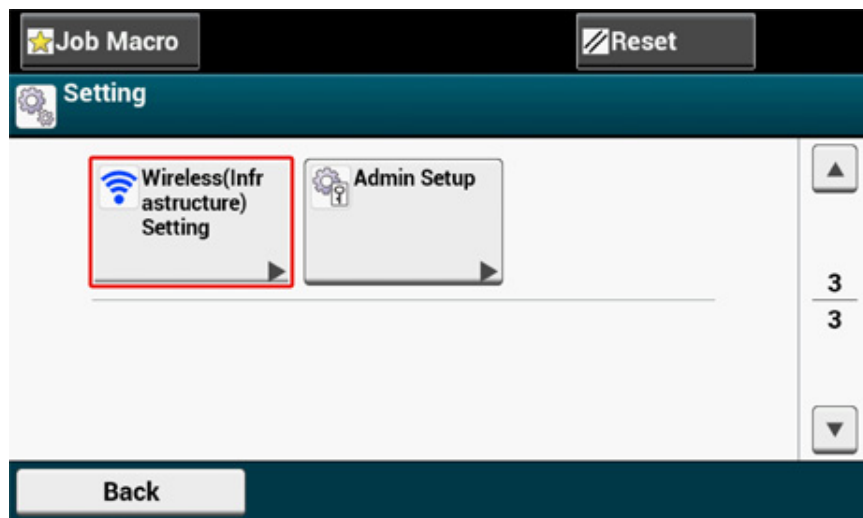 Job Macro
Reset
Setting
Wireless(Infr
astructure)
Setting
Admin Setup
3
3
Back